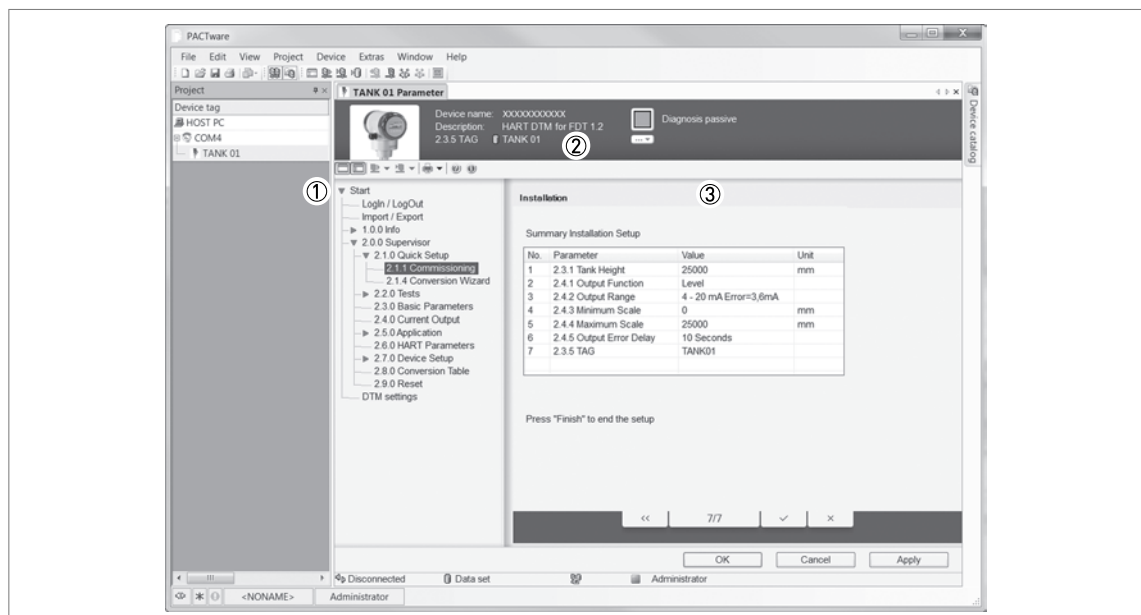 PACTware
X
File Edit View Project Device Extras Window Help
Project
Device tag
HOST PC
COM4
TANK 01
TANK 01 Parameter
Device name: XXXXXXXXXXX
Description: HART DTM for FDT 1.2
2.3.5 TAG TANK 01
②
Diagnosis passive
Device catalog
①
Start
LogIn / LogOut
Import / Export
1.0.0 Info
2.0.0 Supervisor
2.1.0 Quick Setup
2.1.1 Commissioning
2.1.4 Conversion Wizard
2.2.0 Tests
2.3.0 Basic Parameters
2.4.0 Current Output
2.5.0 Application
2.6.0 HART Parameters
2.7.0 Device Setup
2.8.0 Conversion Table
2.9.0 Reset
DTM settings
Installation
③
Summary Installation Setup
No. Parameter Value Unit
1 2.3.1 Tank Height 25000 mm
2 2.4.1 Output Function Level
3 2.4.2 Output Range 4 - 20 mA Error=3,6mA
4 2.4.3 Minimum Scale 0 mm
5 2.4.4 Maximum Scale 25000 mm
6 2.4.5 Output Error Delay 10 Seconds
7 2.3.5 TAG TANK01
Press "Finish" to end the setup
<< 7/7 ✓ ×
OK Cancel Apply
Disconnected Data set Administrator
<NONAME> Administrator